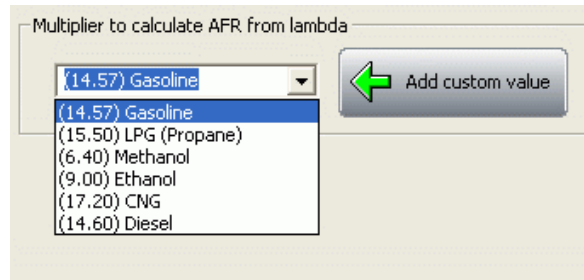 Multiplier to calculate AFR from lambda
(14.57) Gasoline
Add custom value
(14.57) Gasoline
(15.50) LPG (Propane)
(6.40) Methanol
(9.00) Ethanol
(17.20) CNG
(14.60) Diesel